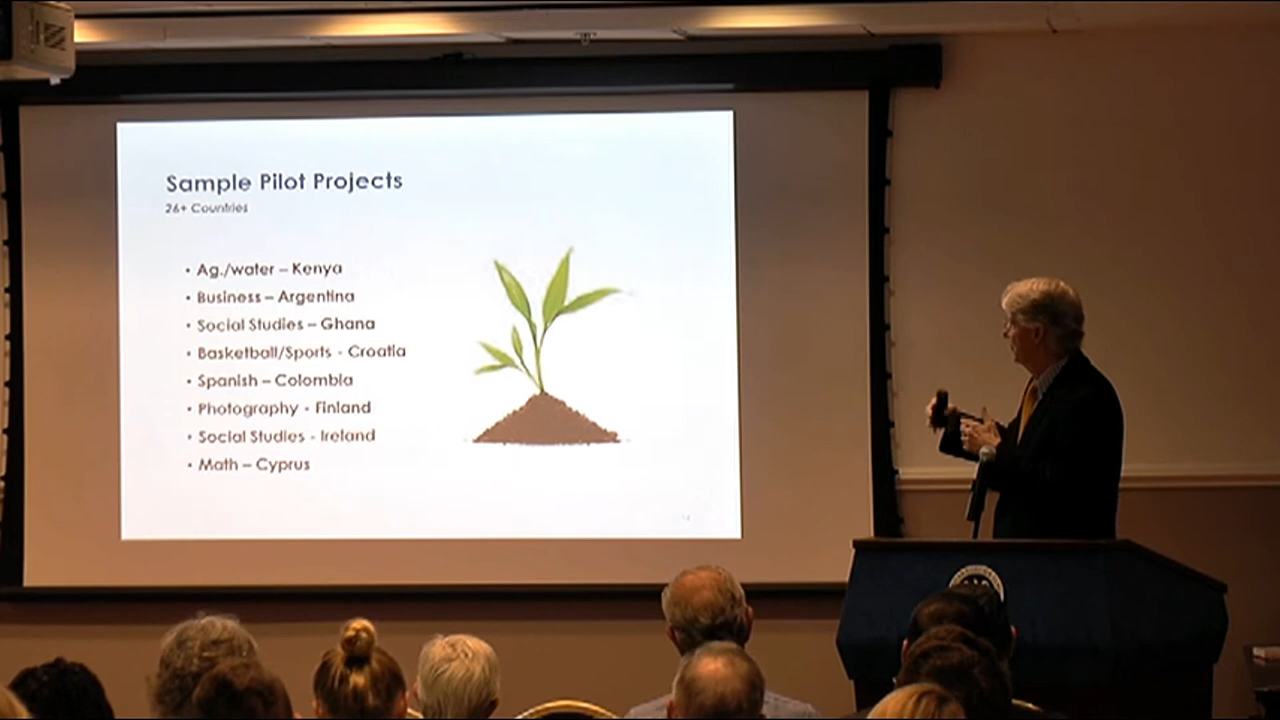 Sample Pilot Projects
26+ Countries
• Ag./water – Kenya
• Business – Argentina
• Social Studies – Ghana
• Basketball/Sports - Croatia
• Spanish – Colombia
• Photography - Finland
• Social Studies - Ireland
• Math – Cyprus